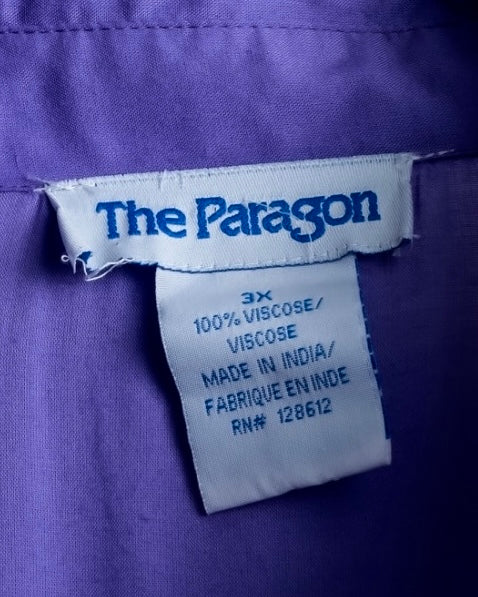 The Paragon
3X
100% VISCOSE/
VISCOSE
MADE IN INDIA/
FABRIQUE EN INDE
RN# 128612